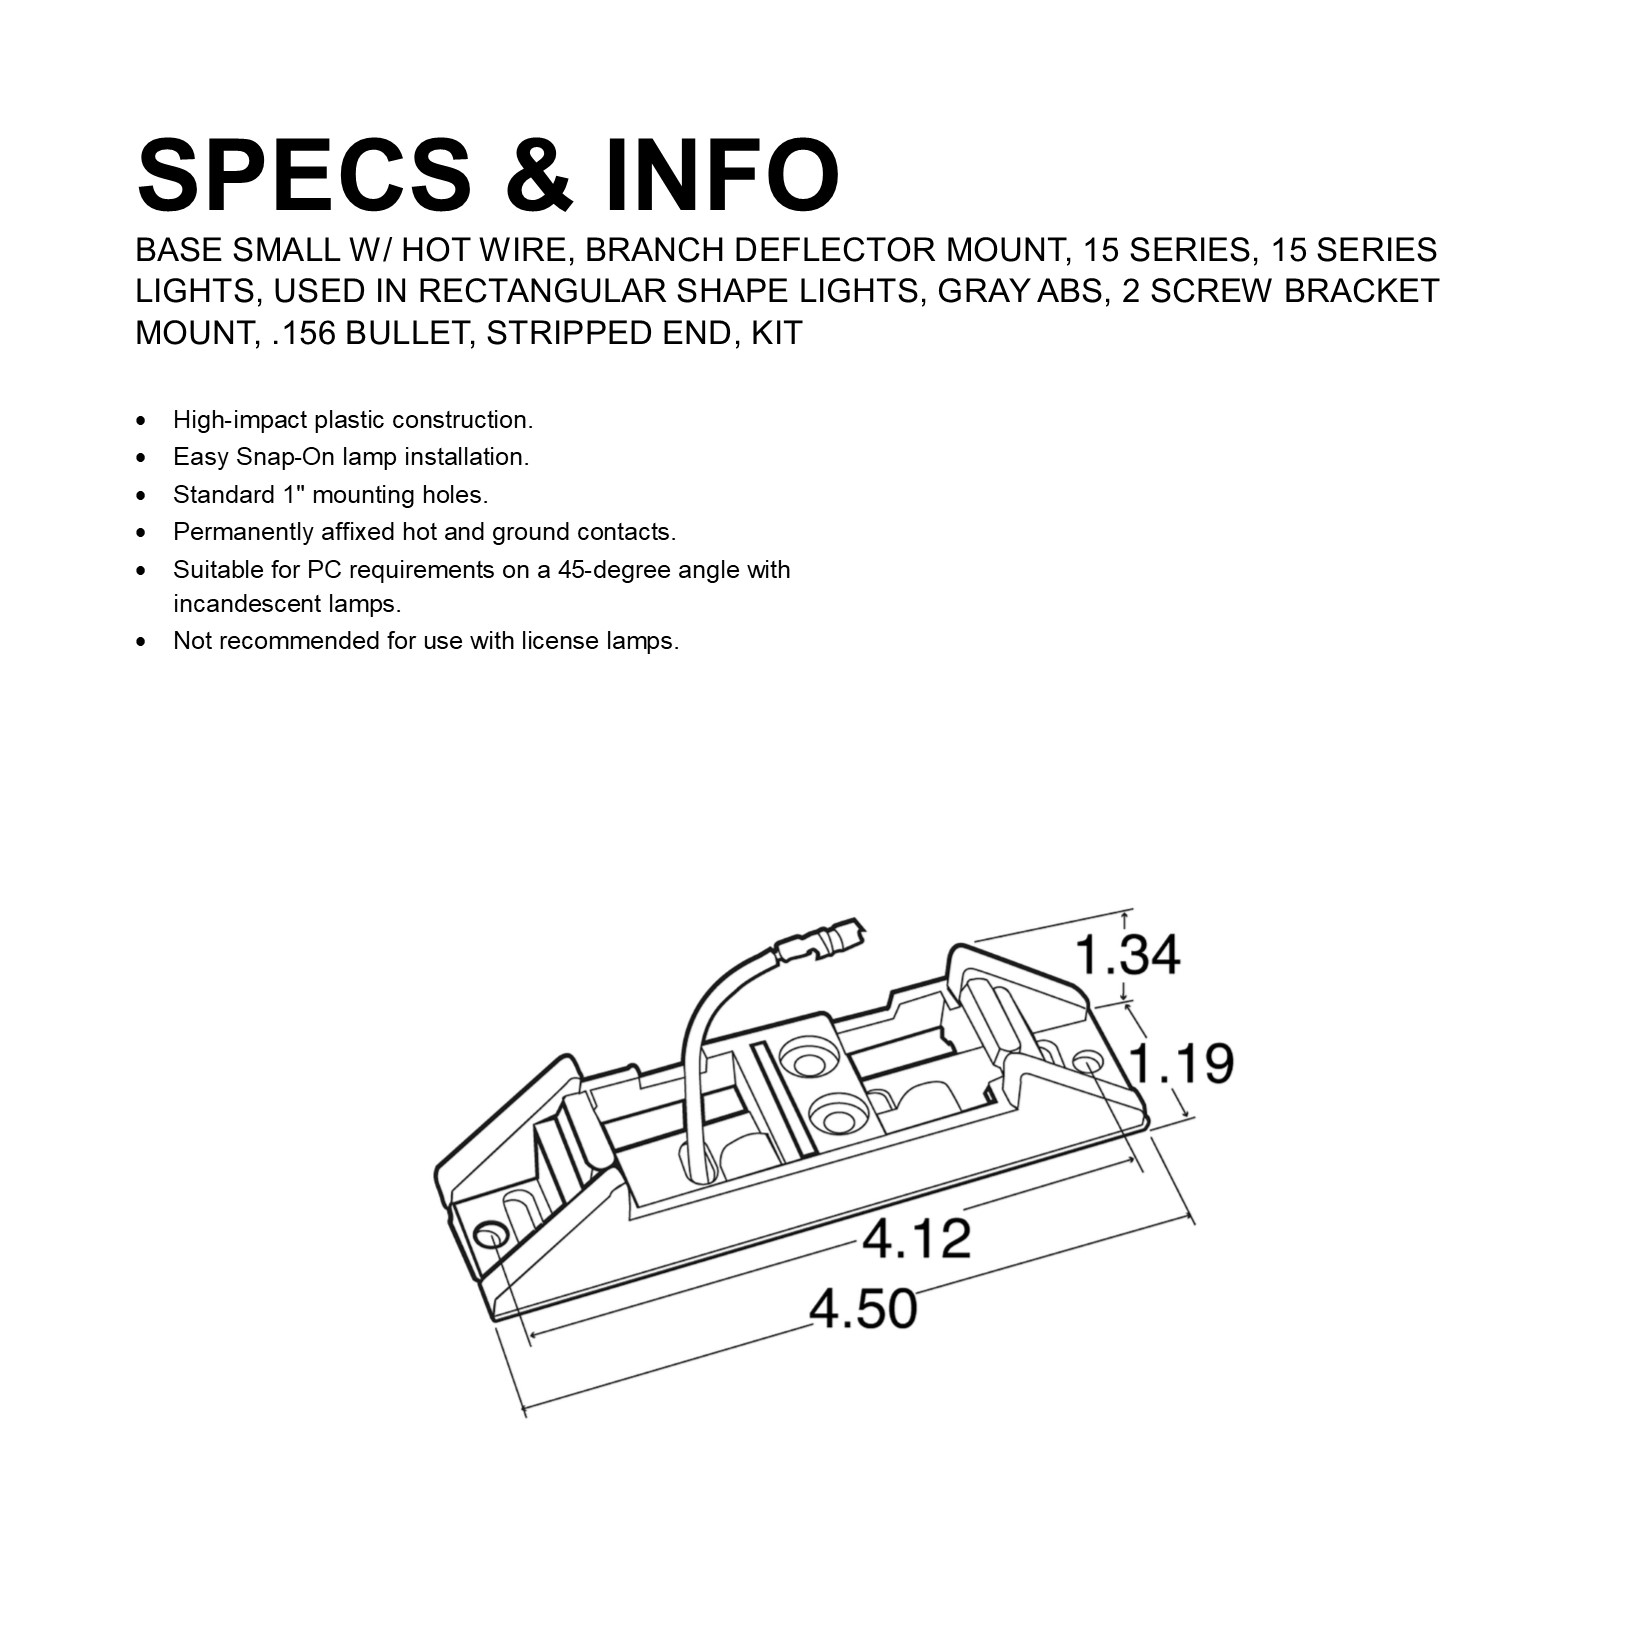 SPECS & INFO
BASE SMALL W/ HOT WIRE, BRANCH DEFLECTOR MOUNT, 15 SERIES, 15 SERIES
LIGHTS, USED IN RECTANGULAR SHAPE LIGHTS, GRAY ABS, 2 SCREW BRACKET
MOUNT, .156 BULLET, STRIPPED END, KIT
• High-impact plastic construction.
• Easy Snap-On lamp installation.
• Standard 1" mounting holes.
• Permanently affixed hot and ground contacts.
• Suitable for PC requirements on a 45-degree angle with
incandescent lamps.
• Not recommended for use with license lamps.
1.34
1.19
4.12
4.50